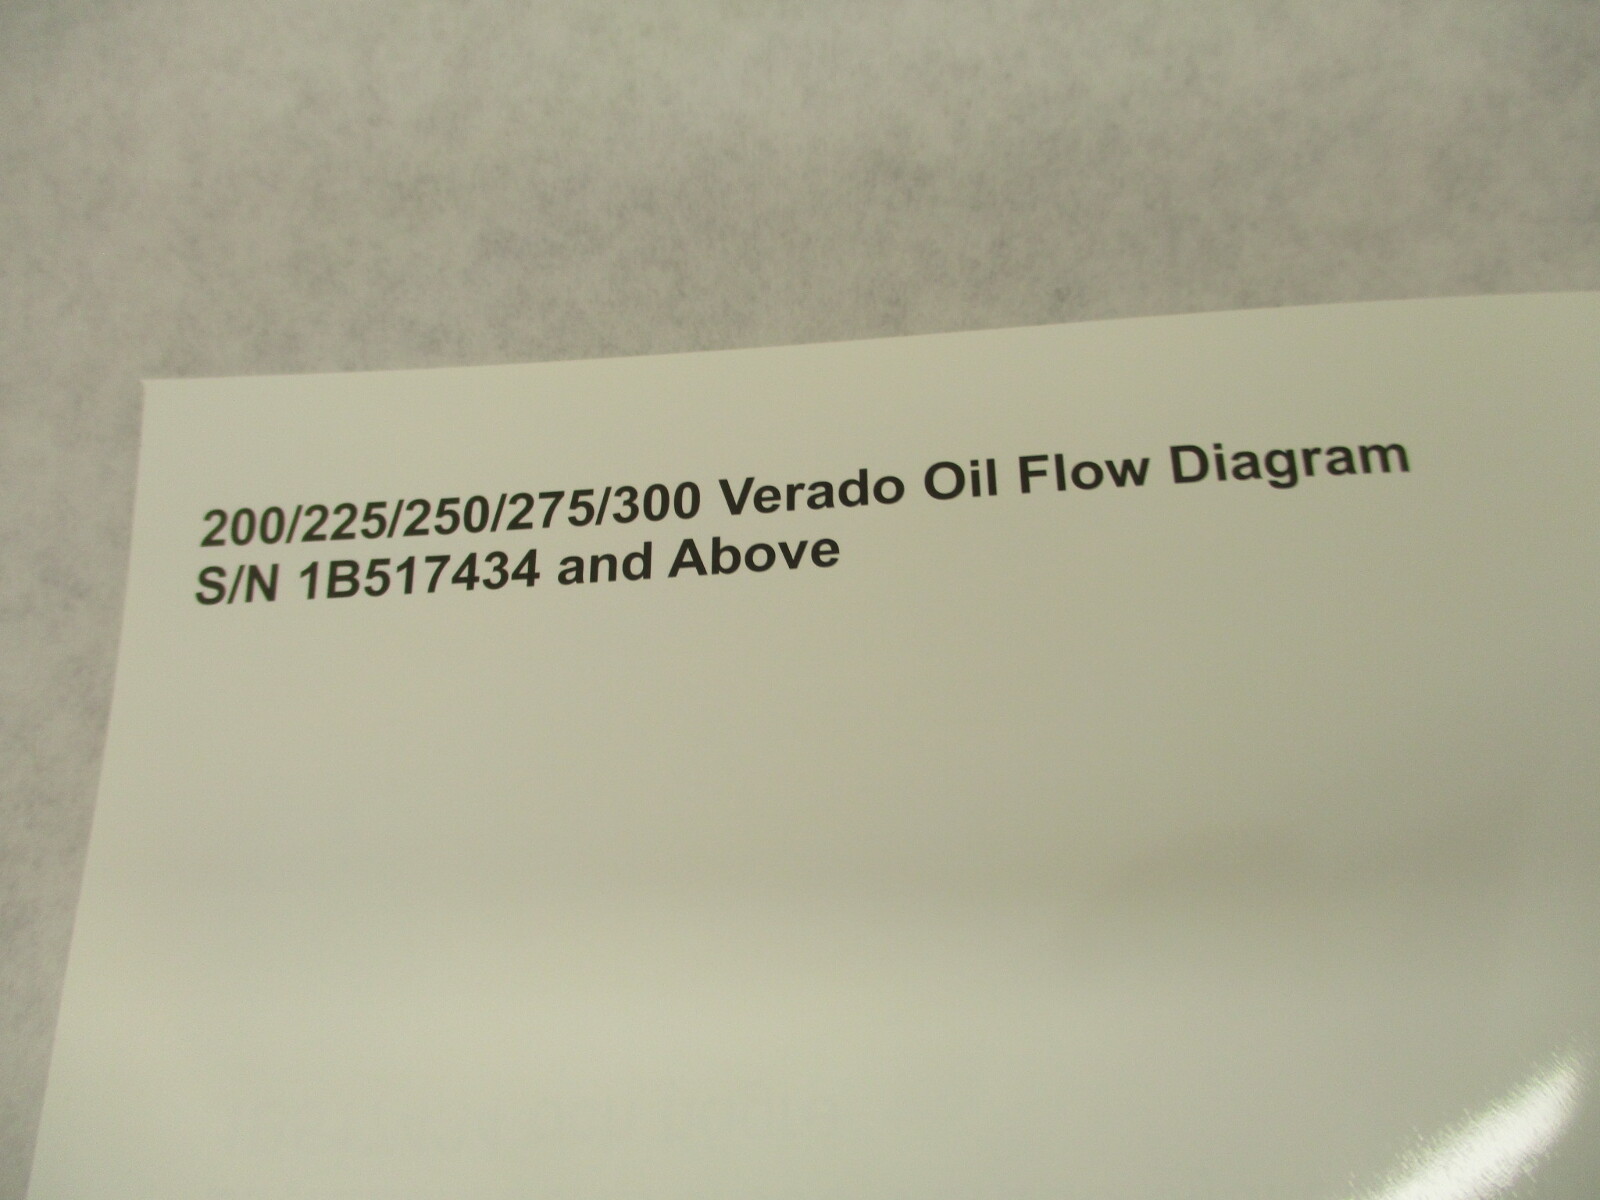 200/225/250/275/300 Verado Oil Flow Diagram
S/N 1B517434 and Above